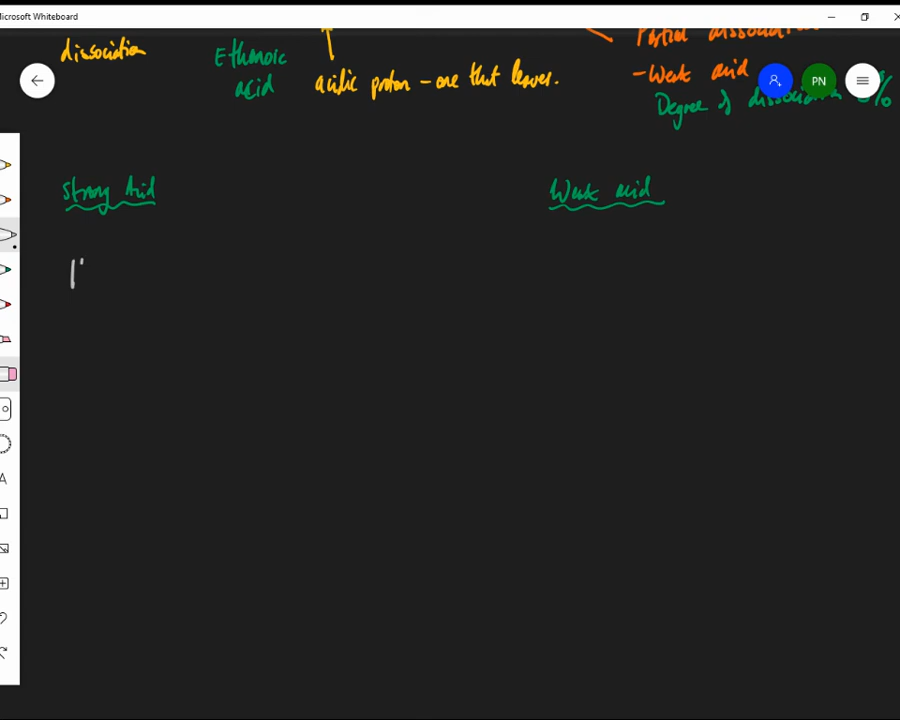 Microsoft Whiteboard
dissociation
Ethanoic
acid
acidic proton - one that leaves.
Partial
- Weak acid
Degree of dissociation
%
PN
Strong Acid
Weak acid